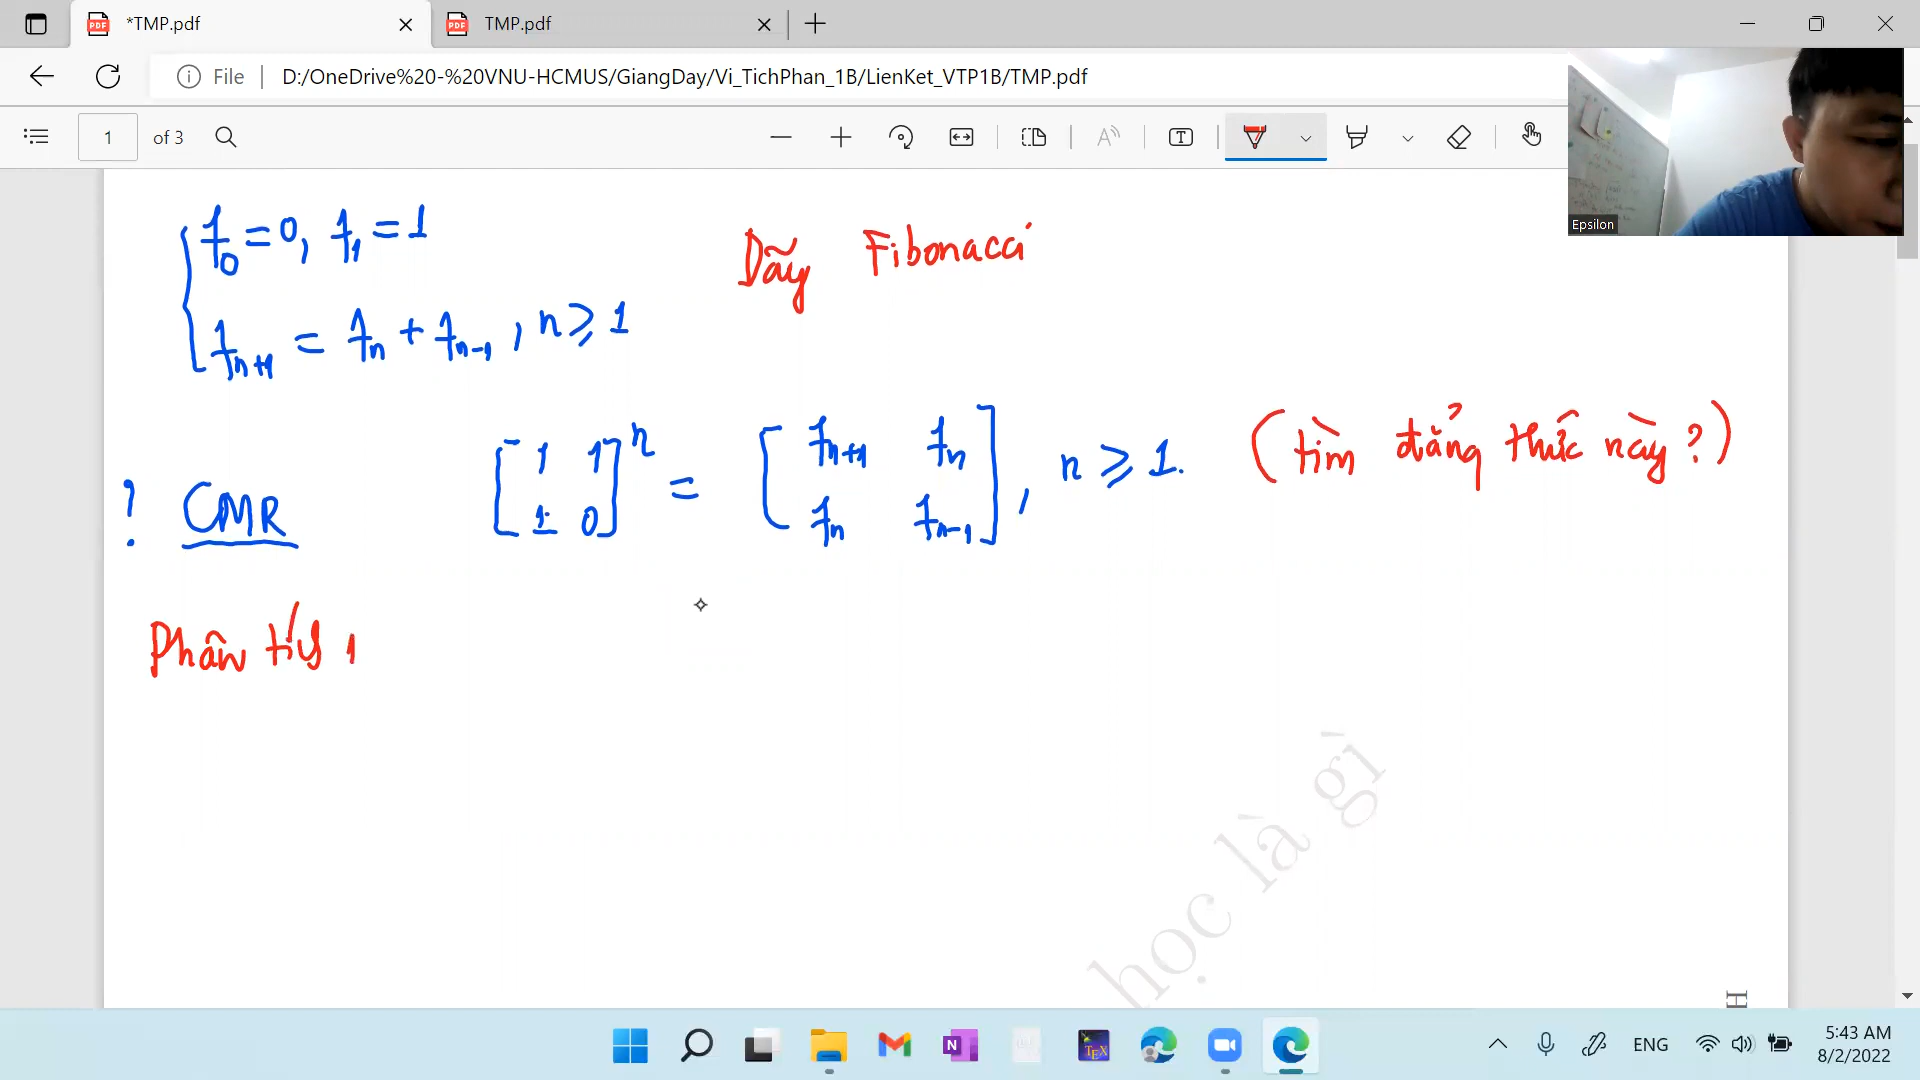 *TMP.pdf
TMP.pdf
File D:/OneDrive%20-%20VNU-HCMUS/GiangDay/Vi_TichPhan_1B/LienKet_VTP1B/TMP.pdf
1 of 3
Epsilon
f₀ = 0, f₁ = 1
Dãy Fibonacci
fₙ₊₁ = fₙ + fₙ₋₁, n ≥ 1
! CMR [1 1; 1 0]ⁿ = [fₙ₊₁ fₙ; fₙ fₙ₋₁], n ≥ 1. (tìm đẳng thức này?)
Phân tích
học là gì
ENG
5:43 AM
8/2/2022